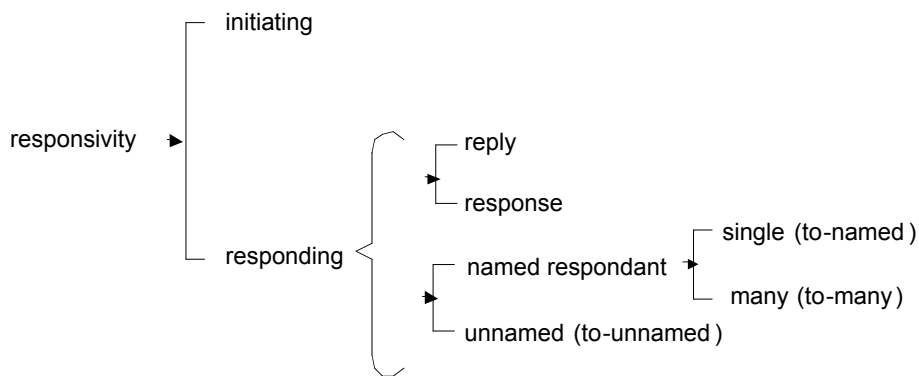 initiating
responsivity
reply
response
responding
single (to-named )
named respondant
many (to-many )
unnamed (to-unnamed )